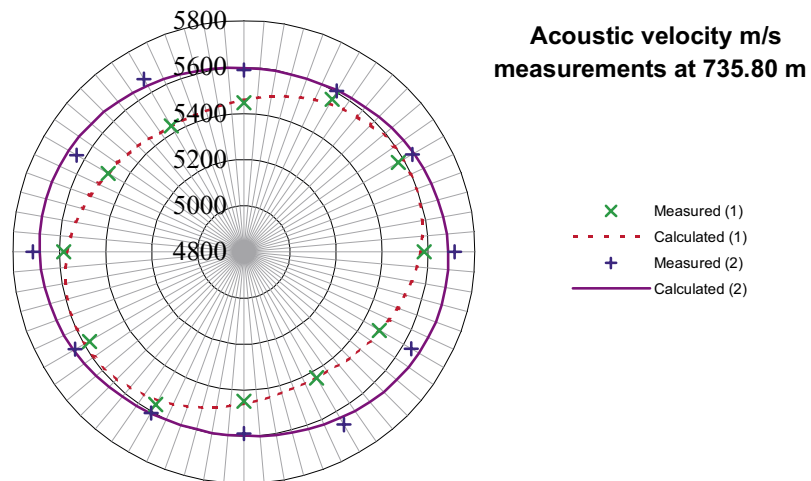 5800
5600
5400
5200
5000
4800
Acoustic velocity m/s
measurements at 735.80 m
Measured (1)
Calculated (1)
Measured (2)
Calculated (2)